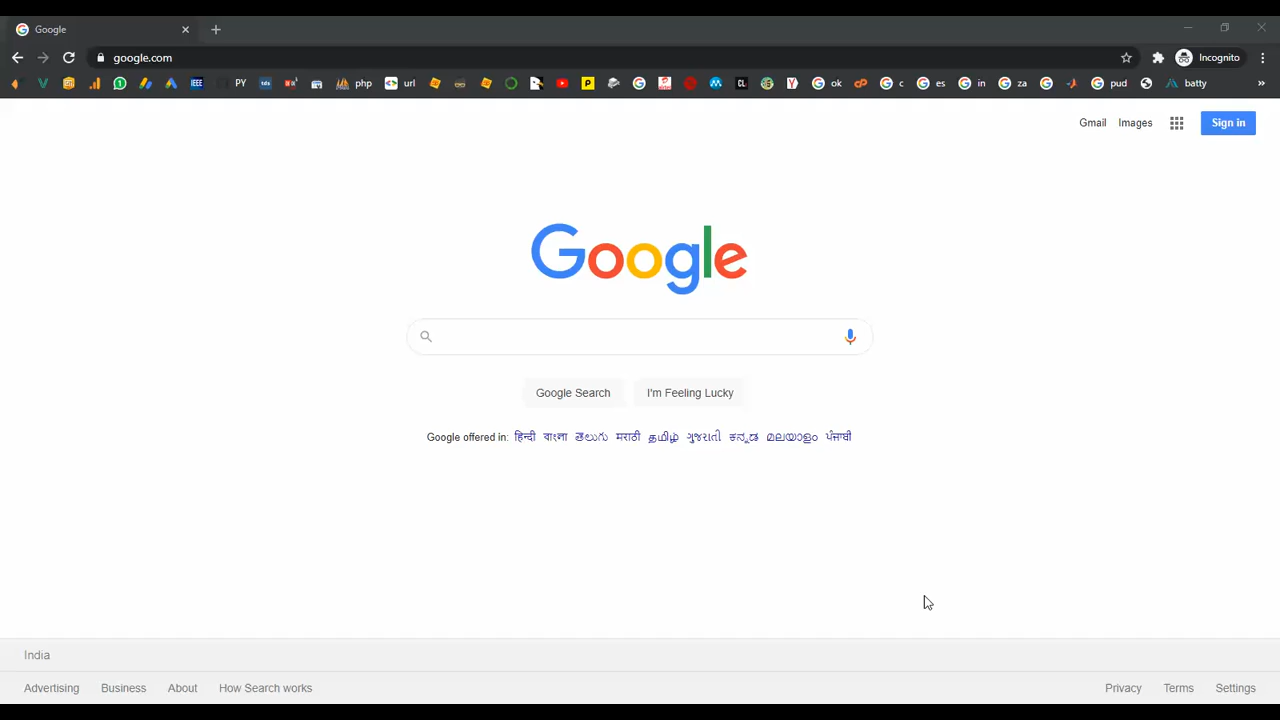 Google
google.com
Incognito
PY php url ok c es in za pud batty
Gmail Images Sign in
Google
Google Search I'm Feeling Lucky
Google offered in: हिन्दी বাংলা తెలుగు मराठी தமிழ் ગુજરાતી ಕನ್ನಡ മലയാളം ਪੰਜਾਬੀ
India
Advertising Business About How Search works Privacy Terms Settings